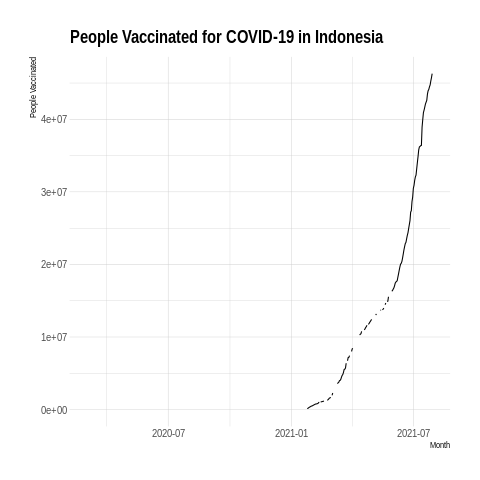 People Vaccinated for COVID-19 in Indonesia
People Vaccinated
4e+07
3e+07
2e+07
1e+07
0e+00
2020-07 2021-01 2021-07
Month